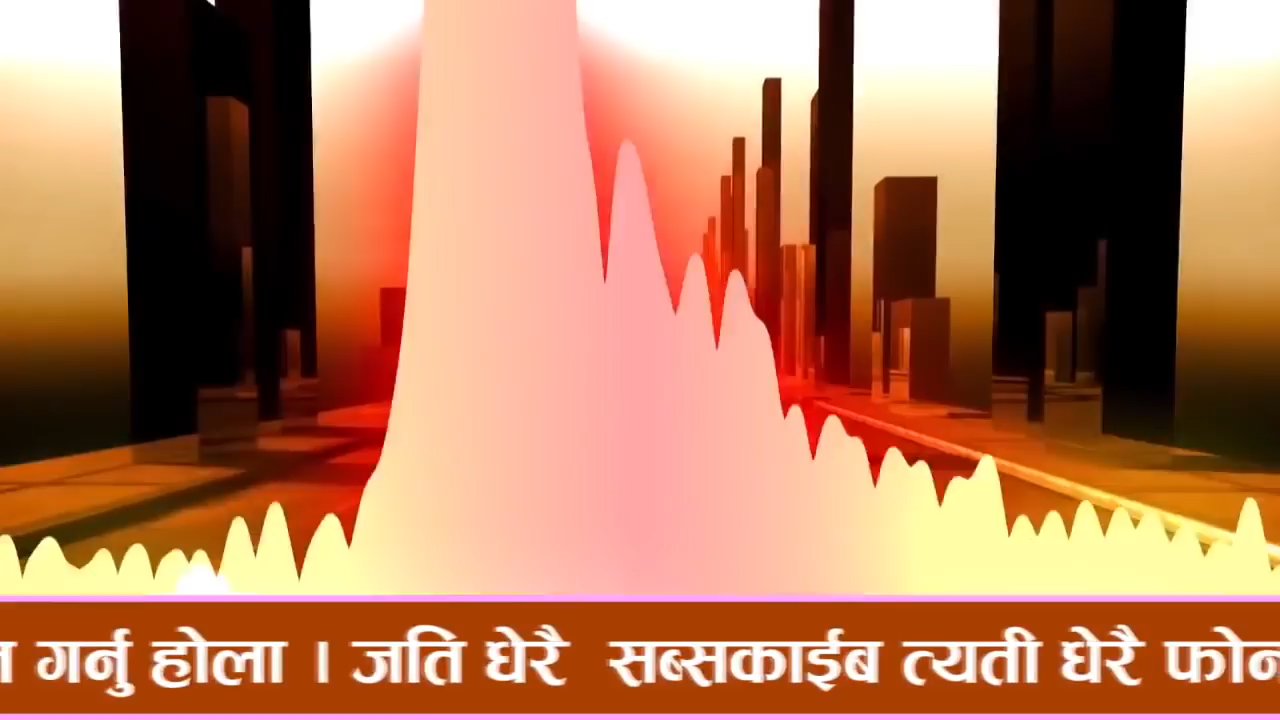 गर्नु होला । जति धेरै सब्सकाईब त्यती धेरै फोन